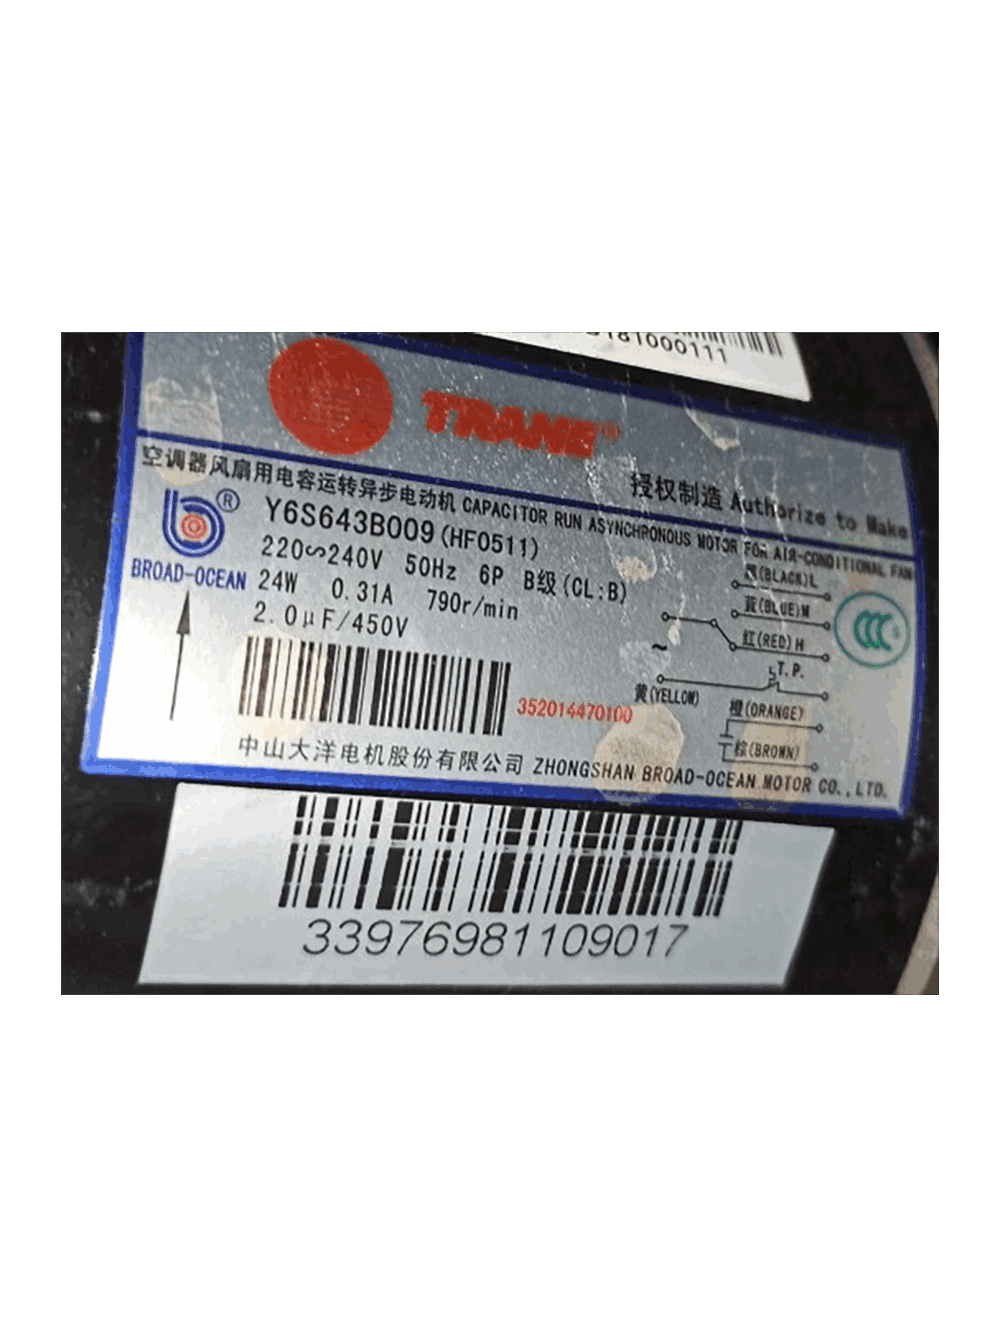 181000111
TRANE®
授权制造 Authorize to Make
空调器风扇用电容运转异步电动机 CAPACITOR RUN ASYNCHRONOUS MOTOR FOR AIR-CONDITIONAL FAN
®
BROAD-OCEAN
Y6S643B009(HF0511)
220∽240V 50Hz 6P B级(CL:B)
24W 0.31A 790r/min
2.0μF/450V
黑(BLACK)L
蓝(BLUE)M
红(RED)H
~
T.P.
黄(YELLOW)
橙(ORANGE)
棕(BROWN)
CCC
352014470100
中山大洋电机股份有限公司 ZHONGSHAN BROAD-OCEAN MOTOR CO.,LTD.
33976981109017